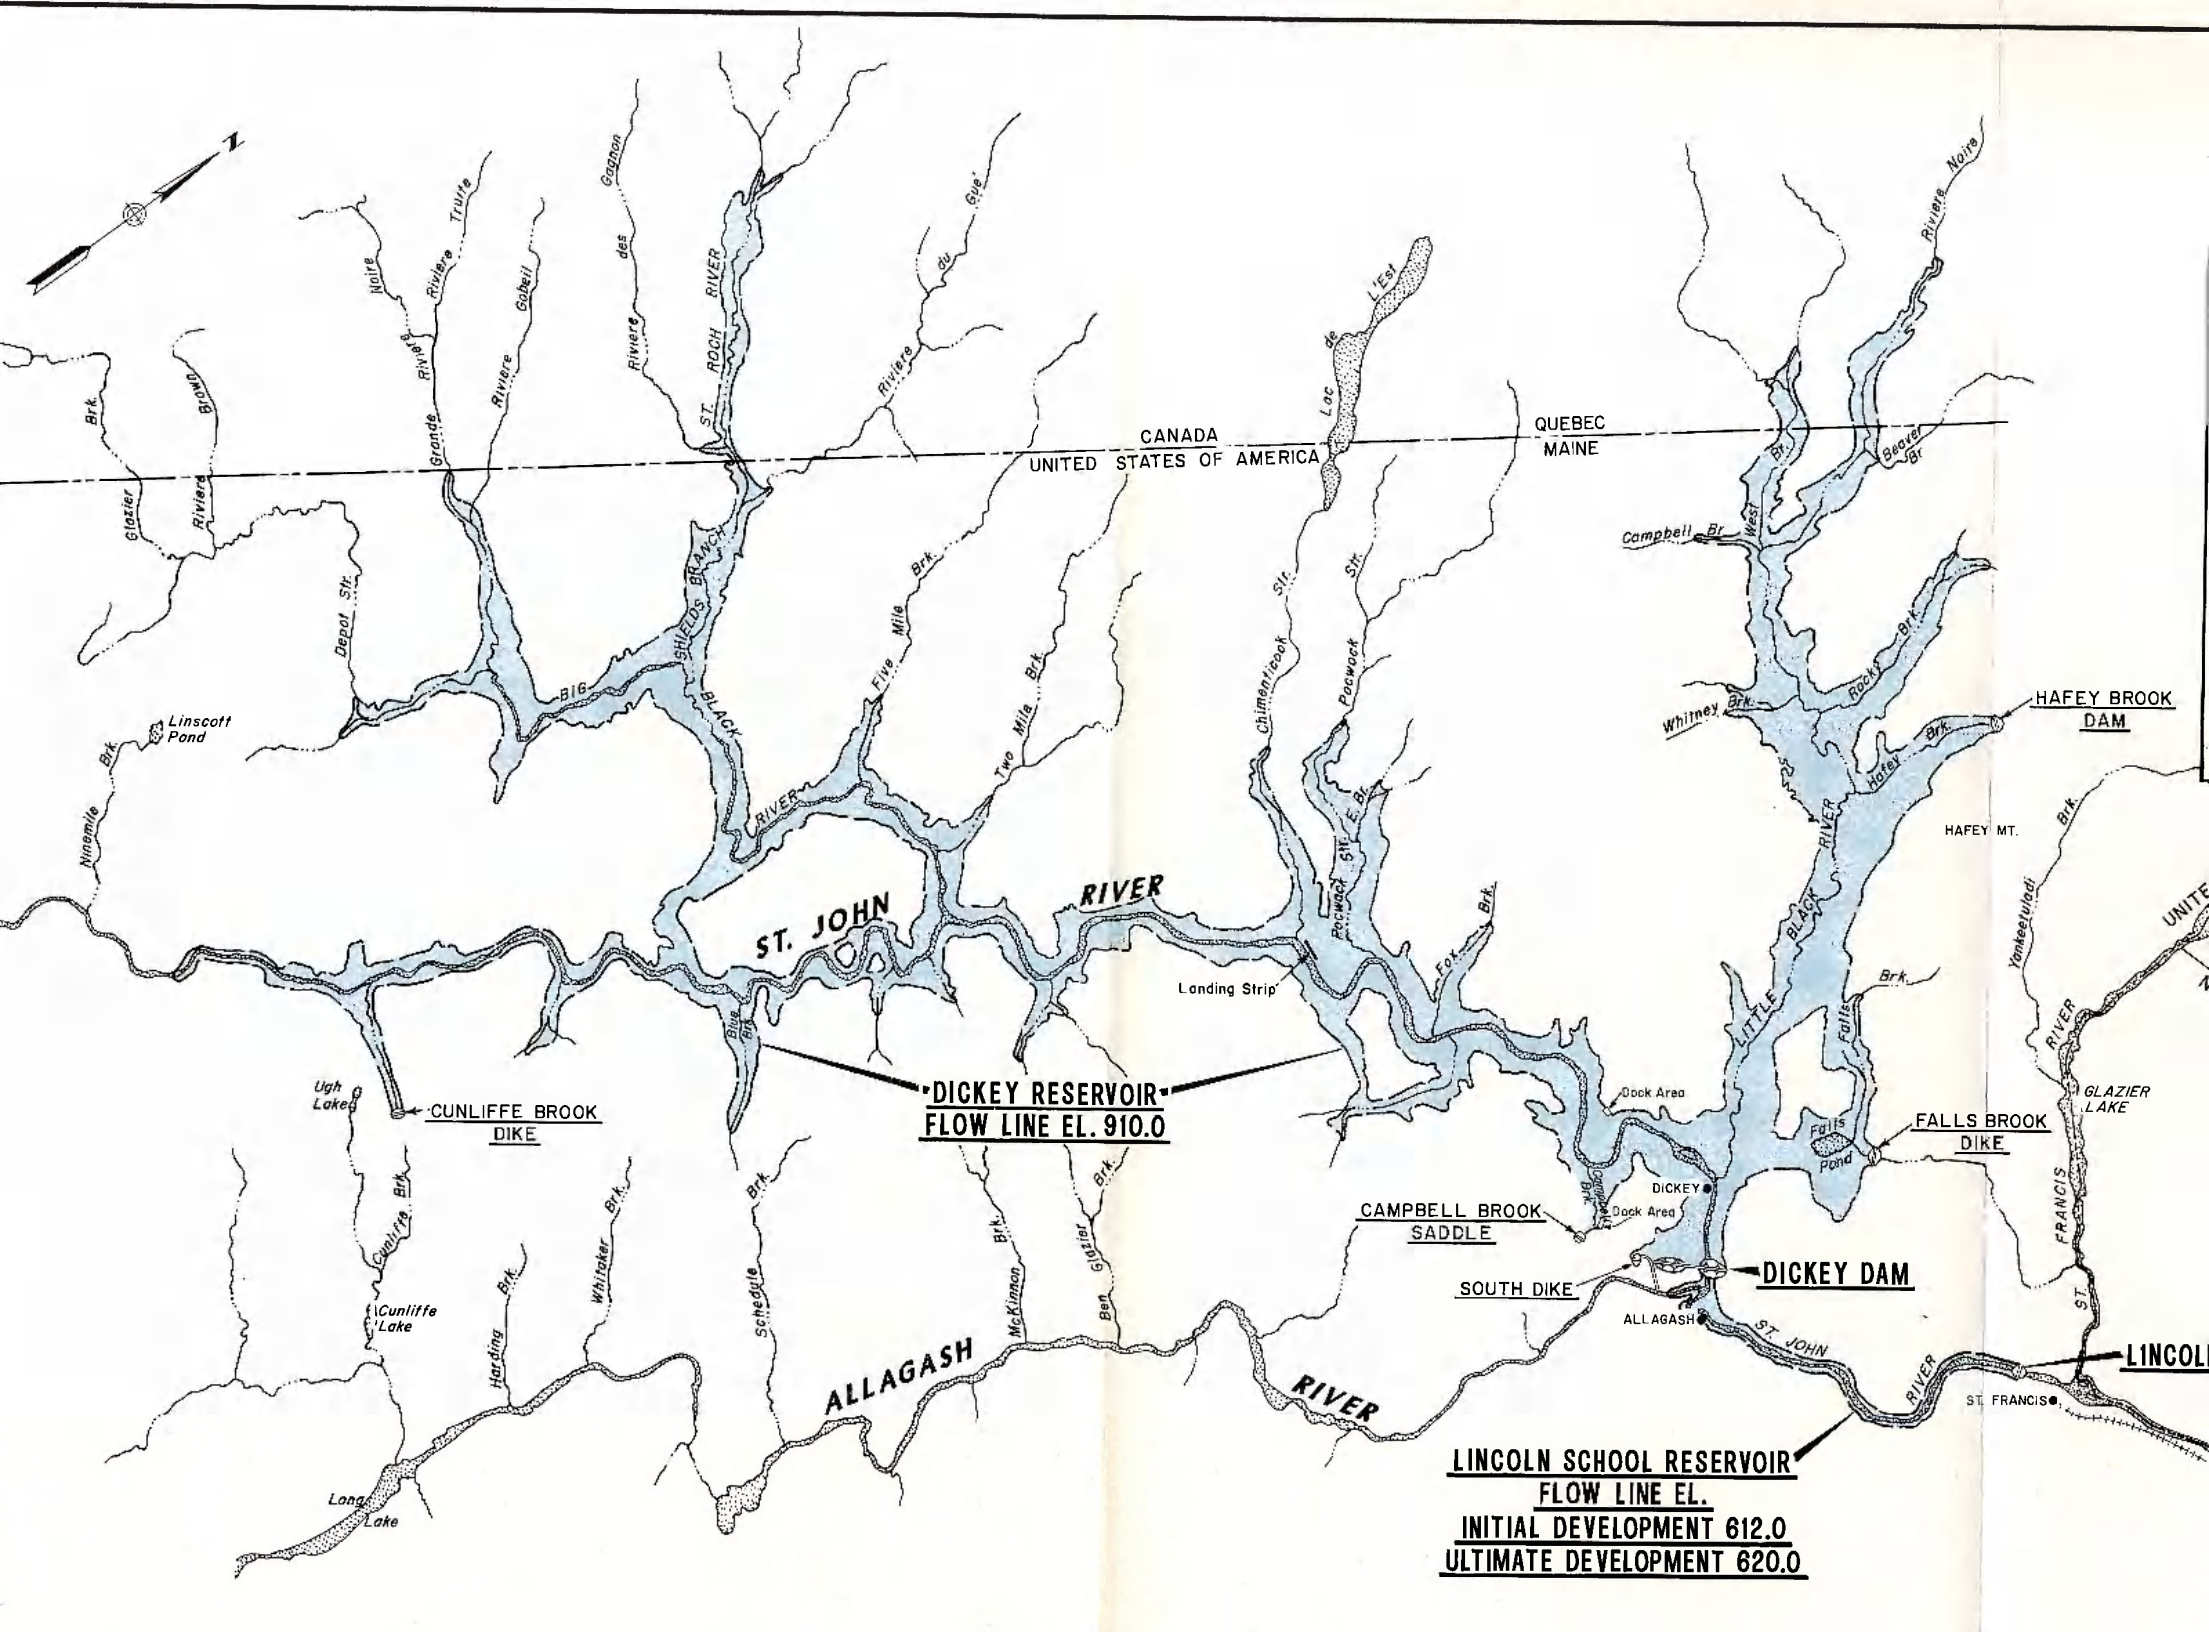 Z
Noire
Riviere
Grande
Riviere Truite
Riviere Gobeil
Riviere des Gagnon
ST. ROCH RIVER
Riviere du Gue'
Lac de L'Est
Riviere Noire
Glazier Brk.
Riviere Brown
CANADA
UNITED STATES OF AMERICA
QUEBEC
MAINE
West Br.
Beaver Br
Campbell Br
Depot Str.
SHIELDS BRANCH
BIG BLACK RIVER
Five Mile Brk.
Two Mile Brk.
Chimenticook Str.
Pocwock Str.
Pocwock Str. E. Br.
Rocky Brk.
Whitney Brk.
Hafey Brk.
HAFEY BROOK
DAM
HAFEY MT.
Linscott
Pond
Ninemile Brk.
ST. JOHN RIVER
Landing Strip
Fox Brk.
LITTLE BLACK RIVER
Falls Brk.
Yankeetuladi Brk.
UNITE
ST. FRANCIS RIVER
GLAZIER
LAKE
Ugh
Lake
CUNLIFFE BROOK
DIKE
Blue
Brk.
DICKEY RESERVOIR
FLOW LINE EL. 910.0
Dock Area
Falls
Pond
FALLS BROOK
DIKE
DICKEY
Campbell
Brk.
Dock Area
CAMPBELL BROOK
SADDLE
SOUTH DIKE
DICKEY DAM
ALLAGASH
ST. JOHN RIVER
LINCOL
ST. FRANCIS
Cunliffe Brk.
Cunliffe
Lake
Harding Brk.
Whitaker Brk.
Schedule Brk.
McKinnon Brk.
Ben Glazier Brk.
ALLAGASH RIVER
Long
Lake
LINCOLN SCHOOL RESERVOIR
FLOW LINE EL.
INITIAL DEVELOPMENT 612.0
ULTIMATE DEVELOPMENT 620.0